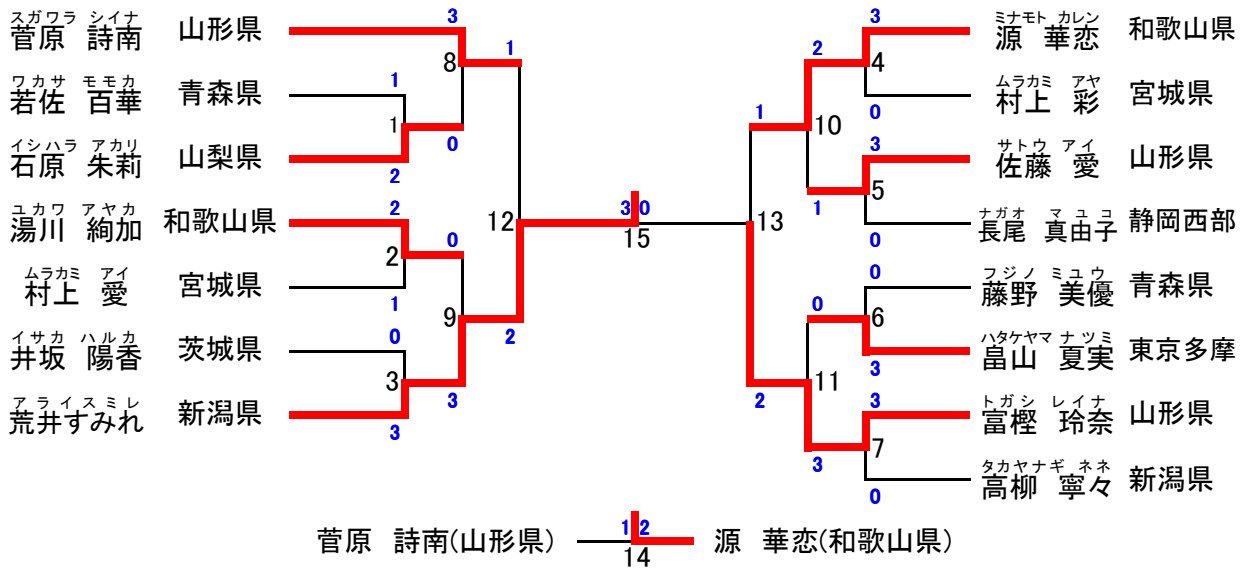 スガワラ シイナ
菅原 詩南 山形県
ワカサ モモカ
若佐 百華 青森県
イシハラ アカリ
石原 朱莉 山梨県
ユカワ アヤカ
湯川 絢加 和歌山県
ムラカミ アイ
村上 愛 宮城県
イサカ ハルカ
井坂 陽香 茨城県
アライスミレ
荒井すみれ 新潟県
3
8
1
1
1
0
2
2
2
0
1
9
12
2
0
3
3
3
3 0
15
ミナモト カレン
源 華恋 和歌山県
ムラカミ アヤ
村上 彩 宮城県
サトウ アイ
佐藤 愛 山形県
ナガオ マユコ
長尾 真由子 静岡西部
フジノ ミユウ
藤野 美優 青森県
ハタケヤマ ナツミ
畠山 夏実 東京多摩
トガシ レイナ
富樫 玲奈 山形県
タカヤナギ ネネ
高柳 寧々 新潟県
3
2
4
0
1
10
3
5
1
0
13
0
0
6
3
11
2
3
7
3
0
菅原 詩南(山形県) 1 2 源 華恋(和歌山県)
14